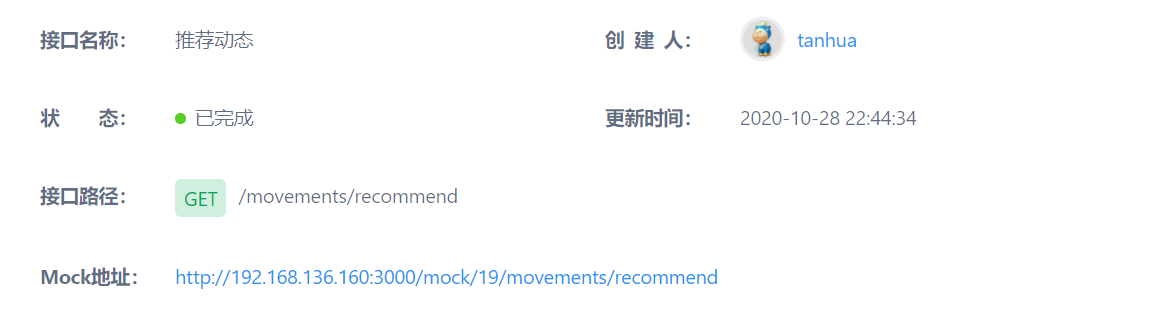 接口名称： 推荐动态 创 建 人： tanhua
状 态： 已完成 更新时间： 2020-10-28 22:44:34
接口路径： GET /movements/recommend
Mock地址： http://192.168.136.160:3000/mock/19/movements/recommend